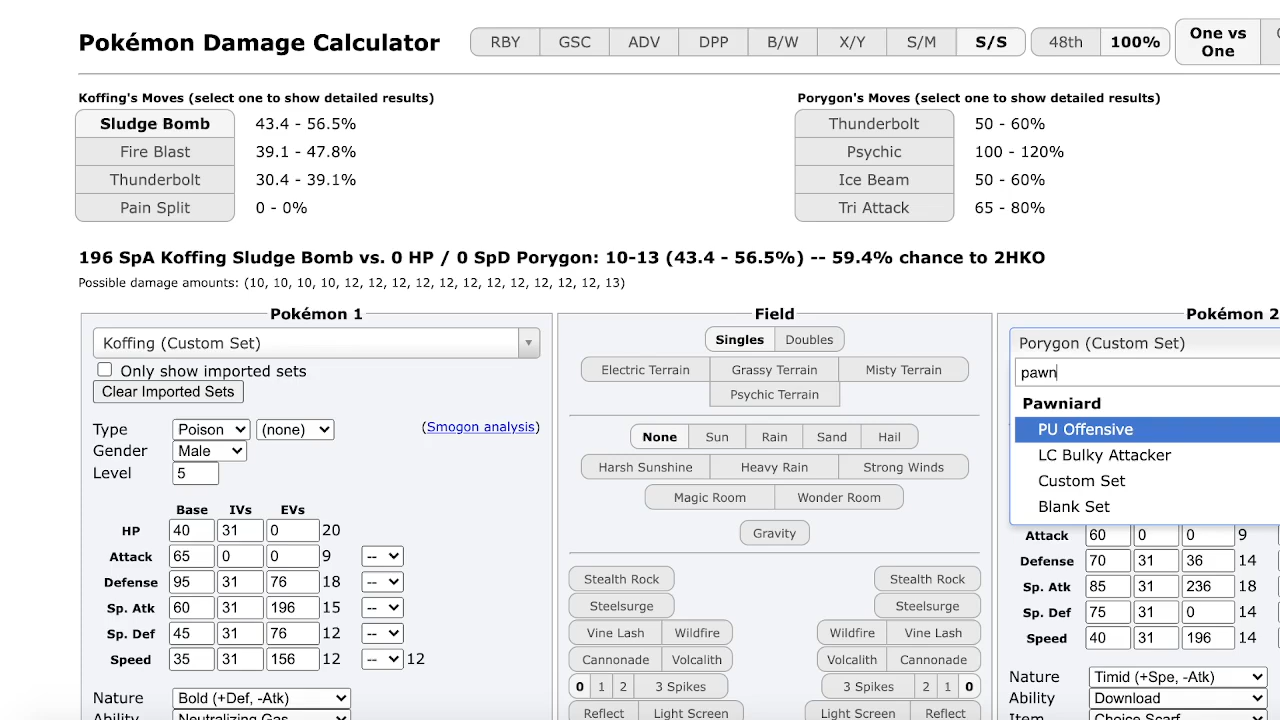 Pokémon Damage Calculator
RBY GSC ADV DPP B/W X/Y S/M S/S 48th 100% One vs One
Koffing's Moves (select one to show detailed results)
Sludge Bomb 43.4 - 56.5%
Fire Blast 39.1 - 47.8%
Thunderbolt 30.4 - 39.1%
Pain Split 0 - 0%
Porygon's Moves (select one to show detailed results)
Thunderbolt 50 - 60%
Psychic 100 - 120%
Ice Beam 50 - 60%
Tri Attack 65 - 80%
196 SpA Koffing Sludge Bomb vs. 0 HP / 0 SpD Porygon: 10-13 (43.4 - 56.5%) -- 59.4% chance to 2HKO
Possible damage amounts: (10, 10, 10, 10, 12, 12, 12, 12, 12, 12, 12, 12, 12, 12, 12, 13)
Pokémon 1
Koffing (Custom Set)
Only show imported sets
Clear Imported Sets
Type Poison (none) (Smogon analysis)
Gender Male
Level 5
Base IVs EVs
HP 40 31 0 20
Attack 65 0 0 9 --
Defense 95 31 76 18 --
Sp. Atk 60 31 196 15 --
Sp. Def 45 31 76 12 --
Speed 35 31 156 12 -- 12
Nature Bold (+Def, -Atk)
Ability Neutralizing Gas
Field
Singles Doubles
Electric Terrain Grassy Terrain Misty Terrain
Psychic Terrain
None Sun Rain Sand Hail
Harsh Sunshine Heavy Rain Strong Winds
Magic Room Wonder Room
Gravity
Stealth Rock Stealth Rock
Steelsurge Steelsurge
Vine Lash Wildfire Wildfire Vine Lash
Cannonade Volcalith Volcalith Cannonade
0 1 2 3 Spikes 3 Spikes 2 1 0
Reflect Light Screen Light Screen Reflect
Pokémon 2
Porygon (Custom Set)
pawn
Pawniard
PU Offensive
LC Bulky Attacker
Custom Set
Blank Set
Attack 60 0 0 9
Defense 70 31 36 14
Sp. Atk 85 31 236 18
Sp. Def 75 31 0 14
Speed 40 31 196 14
Nature Timid (+Spe, -Atk)
Ability Download
Item Choice Scarf